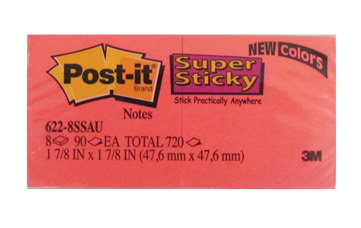 NEW colors
Post-it
Brand
Notes
Super
Sticky
Stick Practically Anywhere
622-8SSAU
8 90 EA TOTAL 720
1 7/8 IN x 1 7/8 IN (47,6 mm x 47,6 mm)
3M